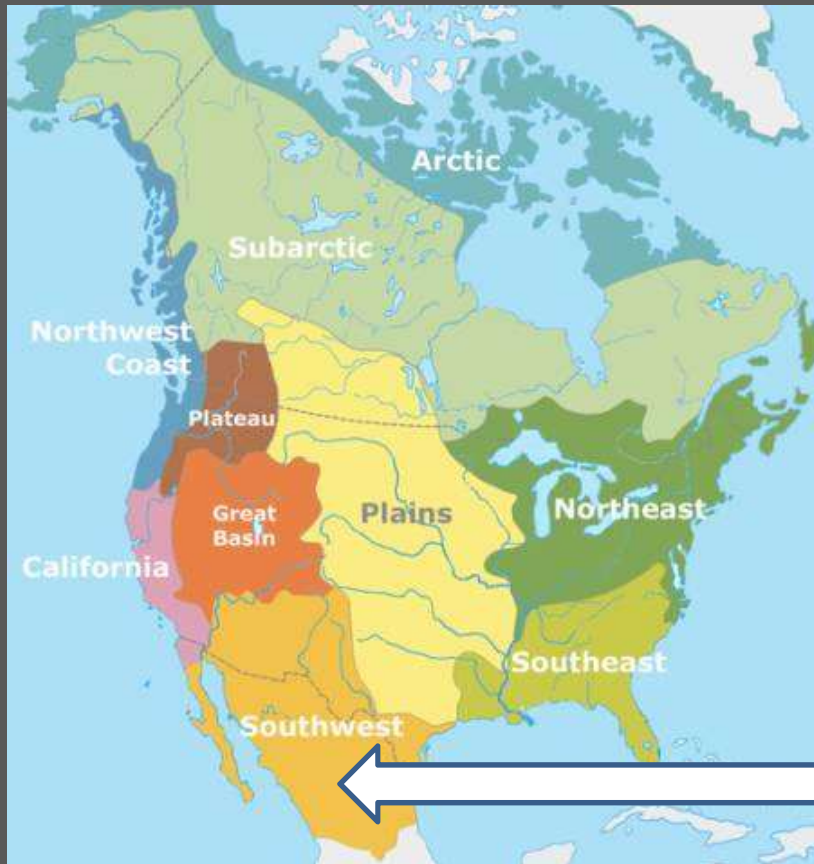 Arctic
Subarctic
Northwest
Coast
Plateau
Great
Basin
Plains
Northeast
California
Southeast
Southwest